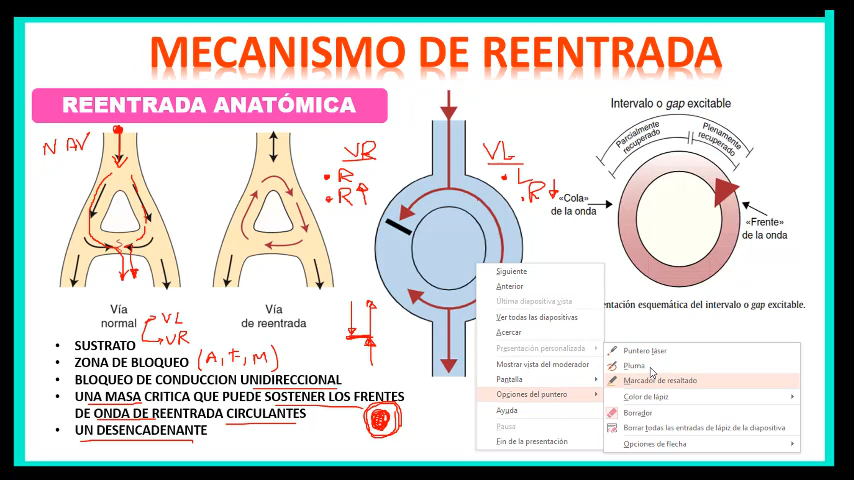 MECANISMO DE REENTRADA
REENTRADA ANATÓMICA
N AV
Vía
normal
Vía
de reentrada
VR
R
R
VL
L
R
Intervalo o gap excitable
Parcialmente
recuperado
Plenamente
recuperado
«Cola»
de la onda
«Frente»
de la onda
entación esquemática del intervalo o gap excitable.
VL
VR
• SUSTRATO
• ZONA DE BLOQUEO (A, F, M)
• BLOQUEO DE CONDUCCION UNIDIRECCIONAL
• UNA MASA CRITICA QUE PUEDE SOSTENER LOS FRENTES
DE ONDA DE REENTRADA CIRCULANTES
• UN DESENCADENANTE
Siguiente
Anterior
Última diapositiva vista
Ver todas las diapositivas
Acercar
Presentación personalizada
Mostrar vista del moderador
Pantalla
Opciones del puntero
Ayuda
Pausa
Fin de la presentación
Puntero láser
Pluma
Marcador de resaltado
Color de lápiz
Borrador
Borrar todas las entradas de lápiz de la diapositiva
Opciones de flecha